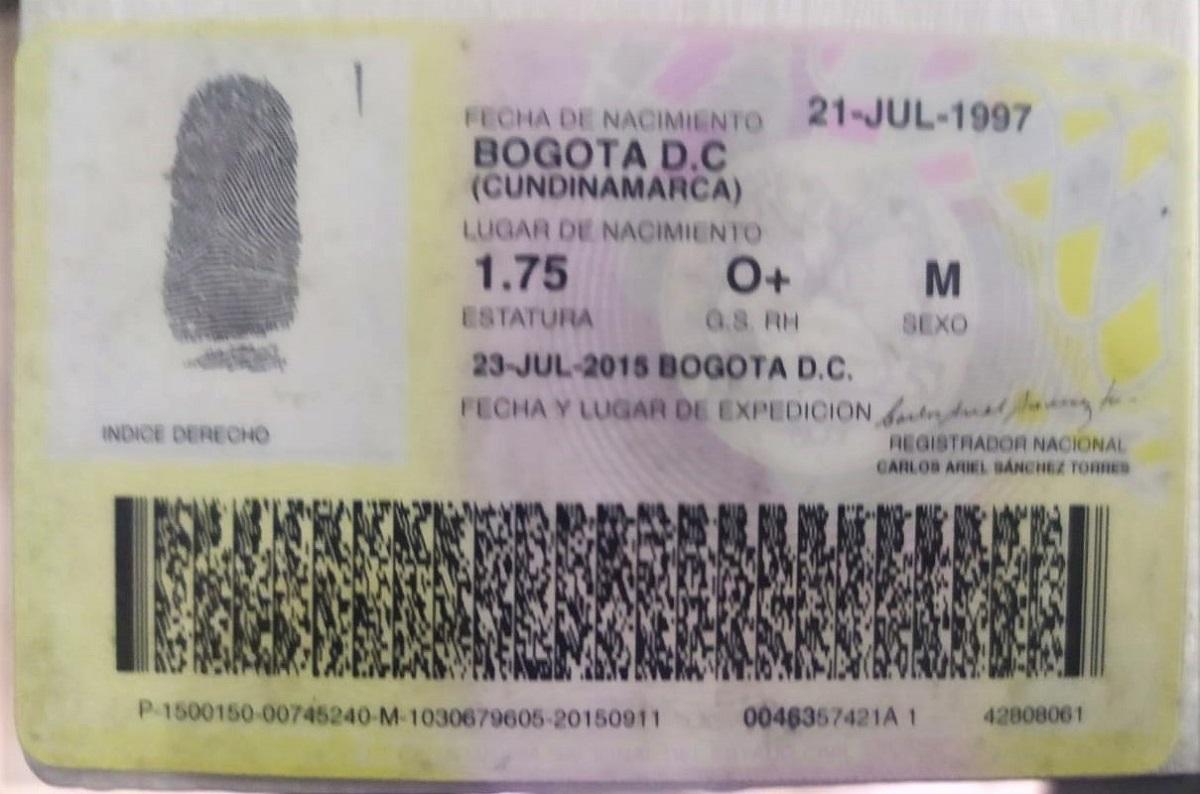 FECHA DE NACIMIENTO 21-JUL-1997
BOGOTA D.C
(CUNDINAMARCA)
LUGAR DE NACIMIENTO
1.75 O+ M
ESTATURA G.S. RH SEXO
23-JUL-2015 BOGOTA D.C.
FECHA Y LUGAR DE EXPEDICION
REGISTRADOR NACIONAL
CARLOS ARIEL SÁNCHEZ TORRES
INDICE DERECHO
P-1500150-00745240-M-1030679605-20150911 0046357421A 1 42808061